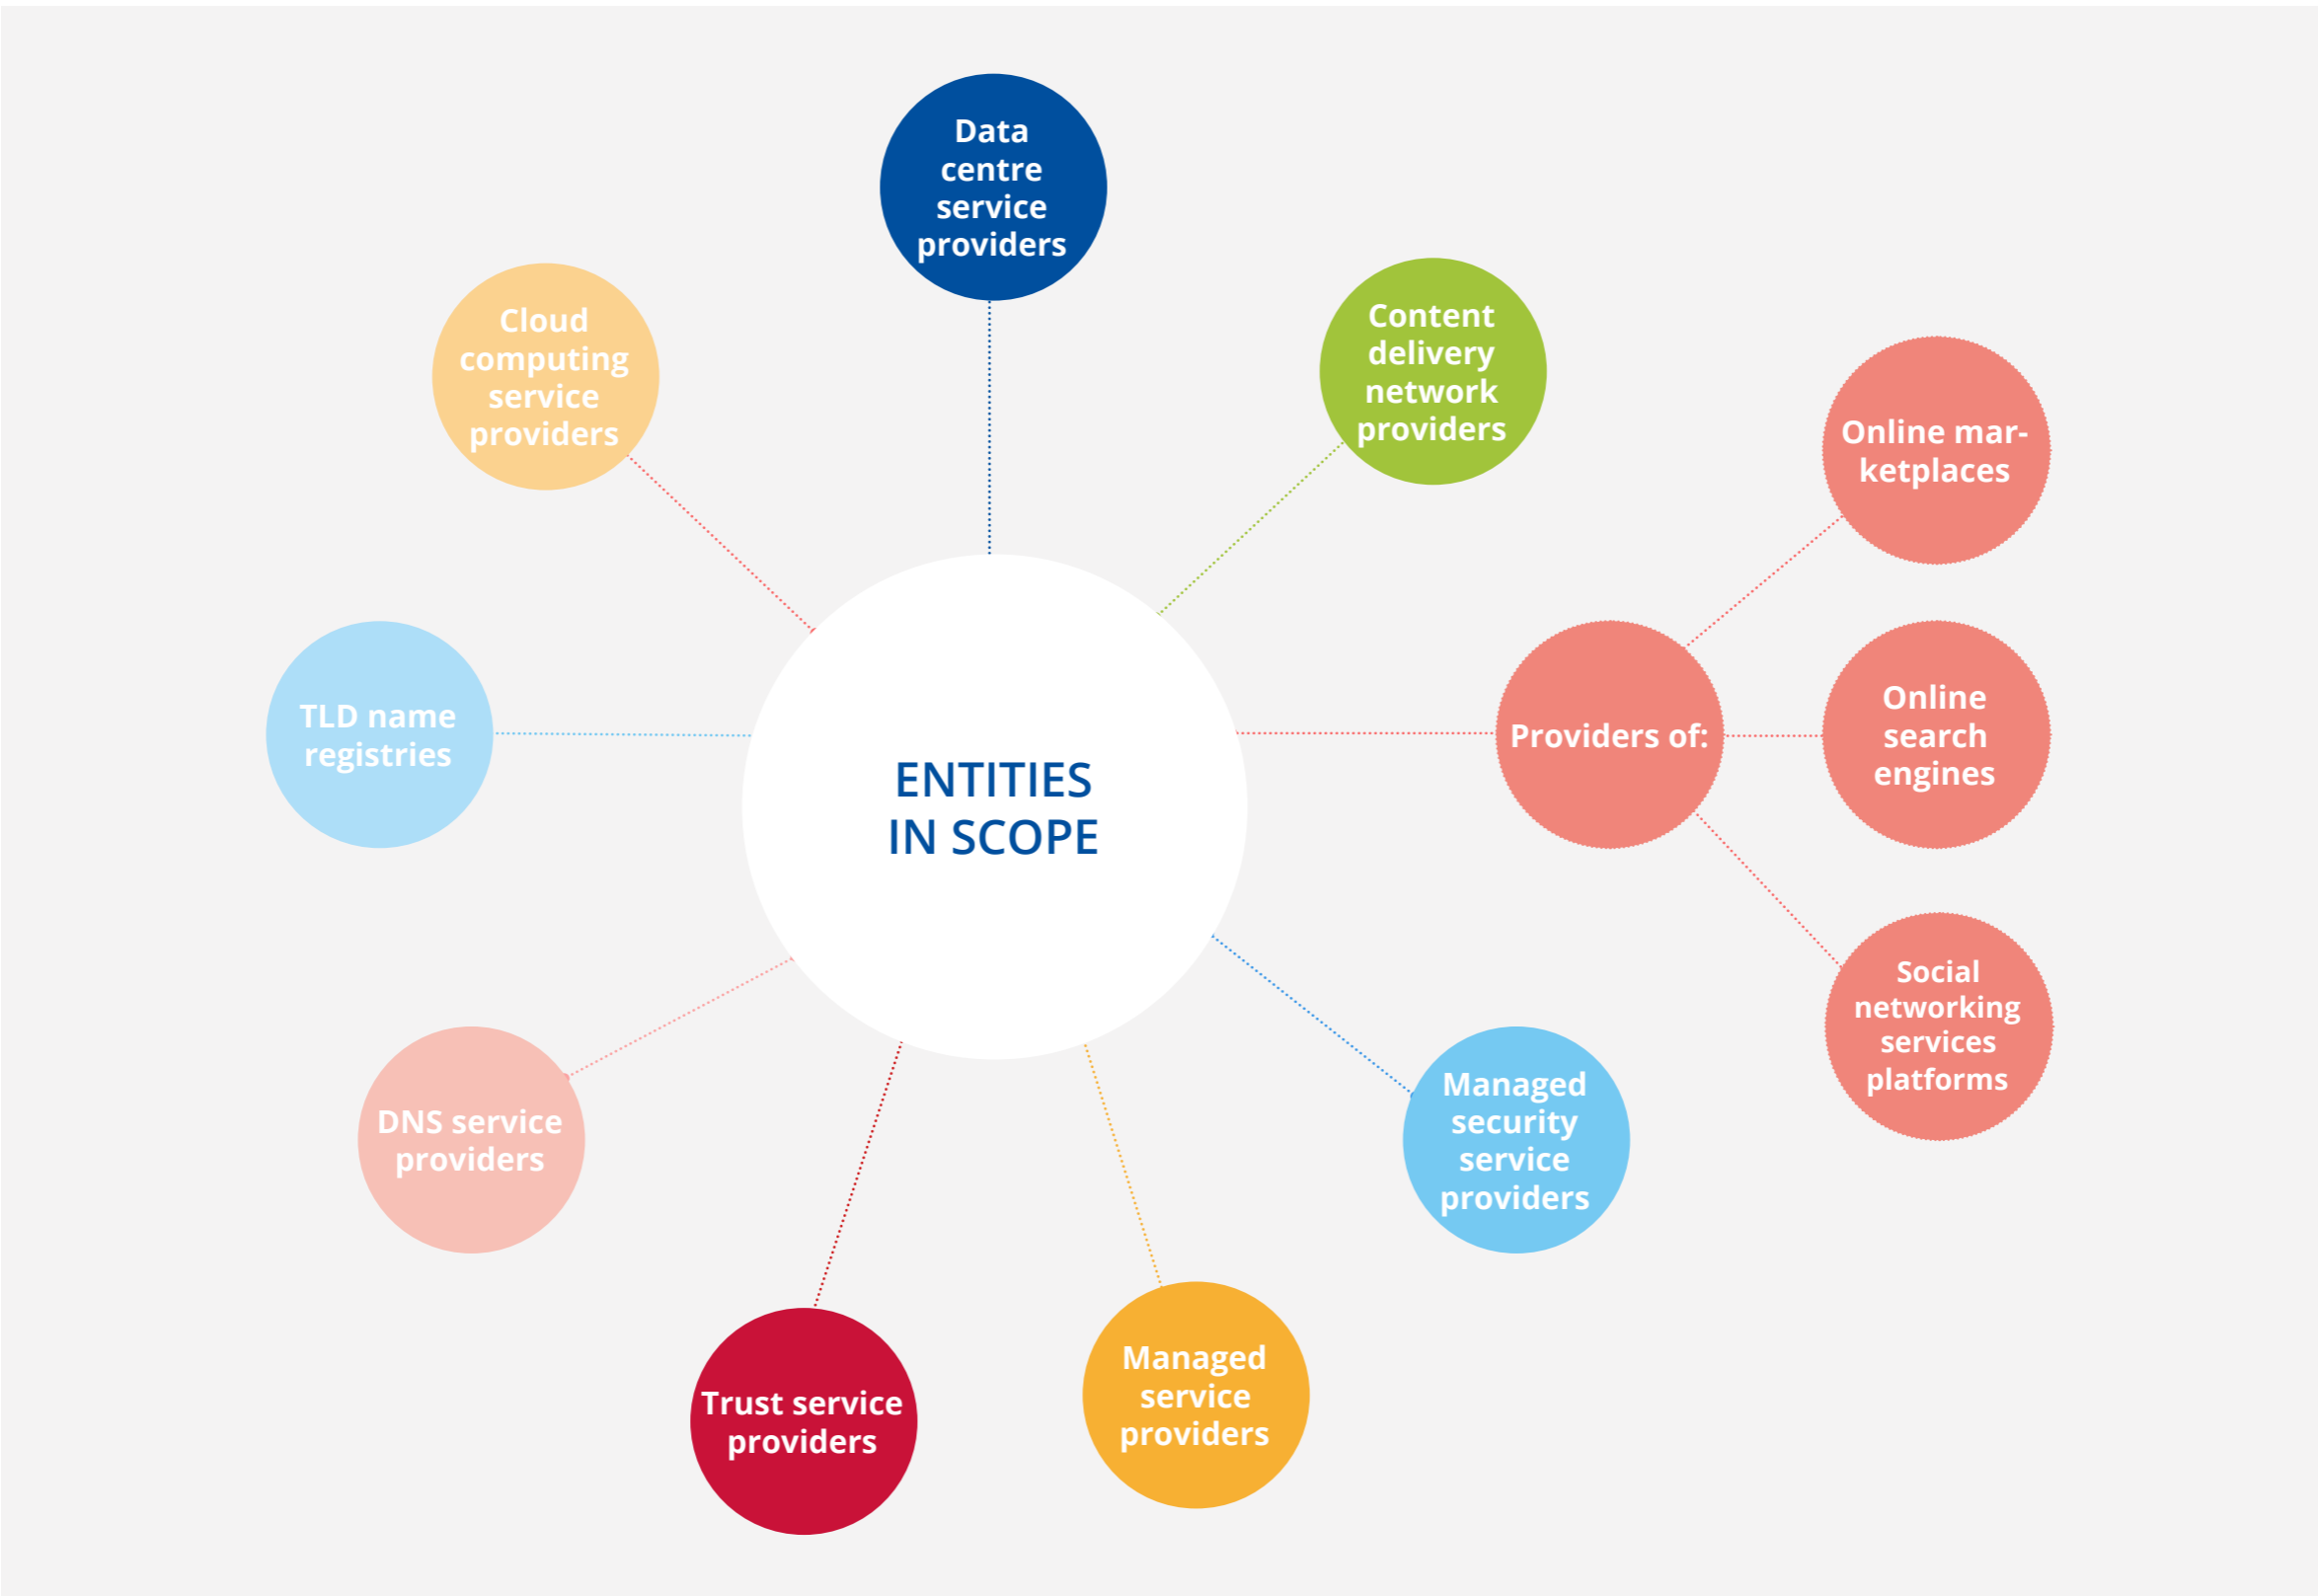 Data
centre
service
providers
Content
delivery
network
providers
Cloud
computing
service
providers
Online mar-
ketplaces
TLD name
registries
ENTITIES
IN SCOPE
Providers of:
Online
search
engines
Social
networking
services
platforms
DNS service
providers
Managed
security
service
providers
Trust service
providers
Managed
service
providers